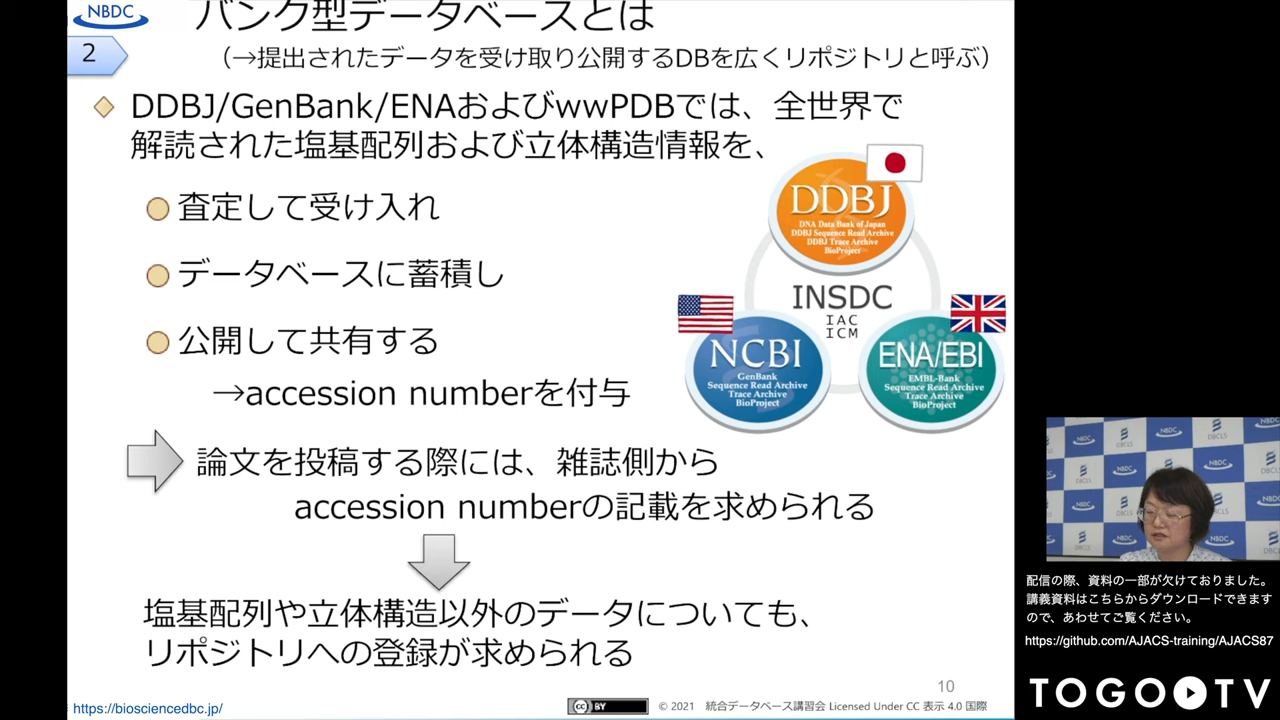 NBDC
バンク型データベースとは
2
（→提出されたデータを受け取り公開するDBを広くリポジトリと呼ぶ）
DDBJ/GenBank/ENAおよびwwPDBでは、全世界で
解読された塩基配列および立体構造情報を、
査定して受け入れ
データベースに蓄積し
公開して共有する
→accession numberを付与
DDBJ
DNA Data Bank of Japan
DDBJ Sequence Read Archive
DDBJ Trace Archive
BioProject
INSDC
IAC
ICM
NCBI
GenBank
Sequence Read Archive
Trace Archive
BioProject
ENA/EBI
EMBL-Bank
Sequence Read Archive
Trace Archive
BioProject
論文を投稿する際には、雑誌側から
accession numberの記載を求められる
塩基配列や立体構造以外のデータについても、
リポジトリへの登録が求められる
10
https://biosciencedbc.jp/
CC BY
© 2021 統合データベース講習会 Licensed Under CC 表示 4.0 国際
NBDC
DBCLS
配信の際、資料の一部が欠けておりました。
講義資料はこちらからダウンロードできます
ので、あわせてご覧ください。
https://github.com/AJACS-training/AJACS87
TOGO TV